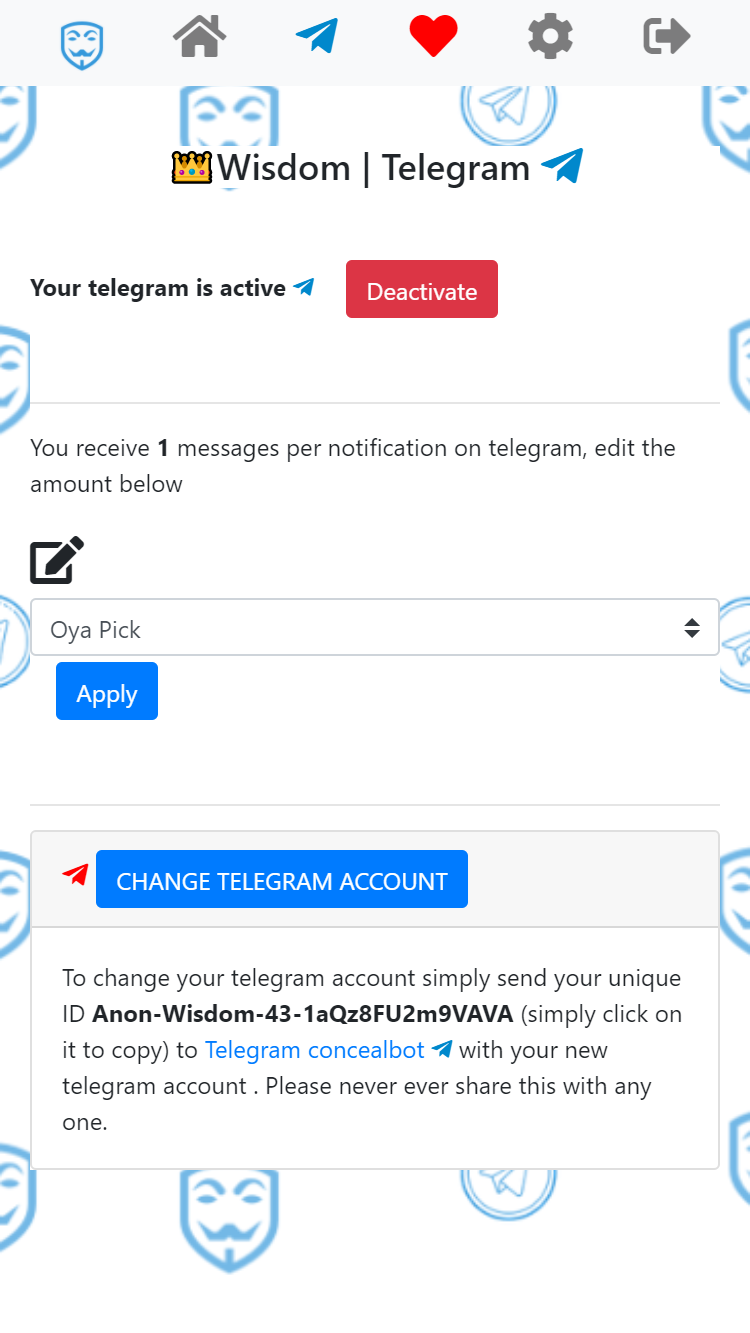 👑Wisdom | Telegram
Your telegram is active
Deactivate
You receive 1 messages per notification on telegram, edit the
amount below
Oya Pick
Apply
CHANGE TELEGRAM ACCOUNT
To change your telegram account simply send your unique
ID Anon-Wisdom-43-1aQz8FU2m9VAVA (simply click on
it to copy) to Telegram concealbot with your new
telegram account . Please never ever share this with any
one.